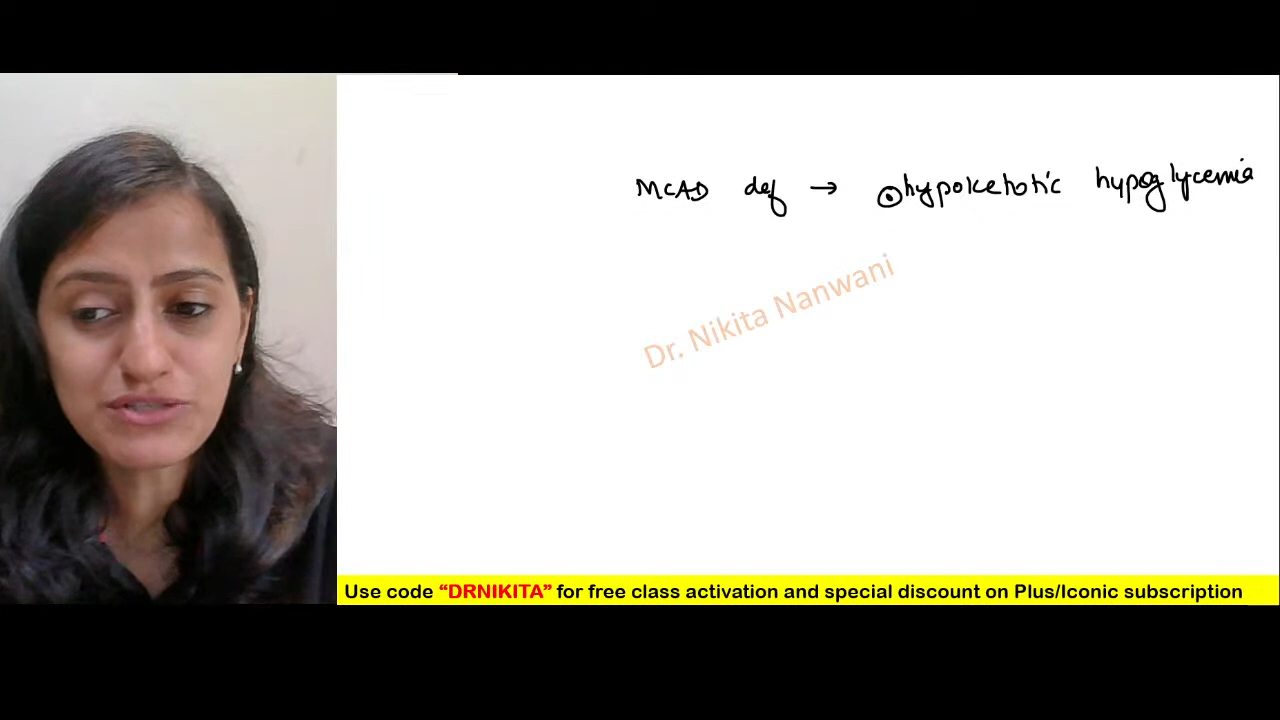 MCAD def → hypoketotic hypoglycemia
Dr. Nikita Nanwani
Use code “DRNIKITA” for free class activation and special discount on Plus/Iconic subscription